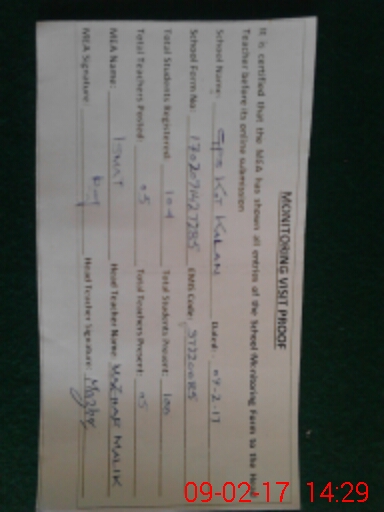 MONITORING VISIT PROOF
It is certified that the MEA has shown all entries of the School Monitoring Form to the Head
Teacher before its online submission
School Name: GPS KOT KALAN Dated: 09-2-17
School Form No: EMIS Code:
Total Students Registered: 104 Total Students Present: 100
Total Teachers Posted: 05 Total Teachers Present: 05
MEA Name: ISMAT Head Teacher Name: MAZHAR MALIK
MEA Signature: Head Teacher Signature: Mazhar
09-02-17 14:29